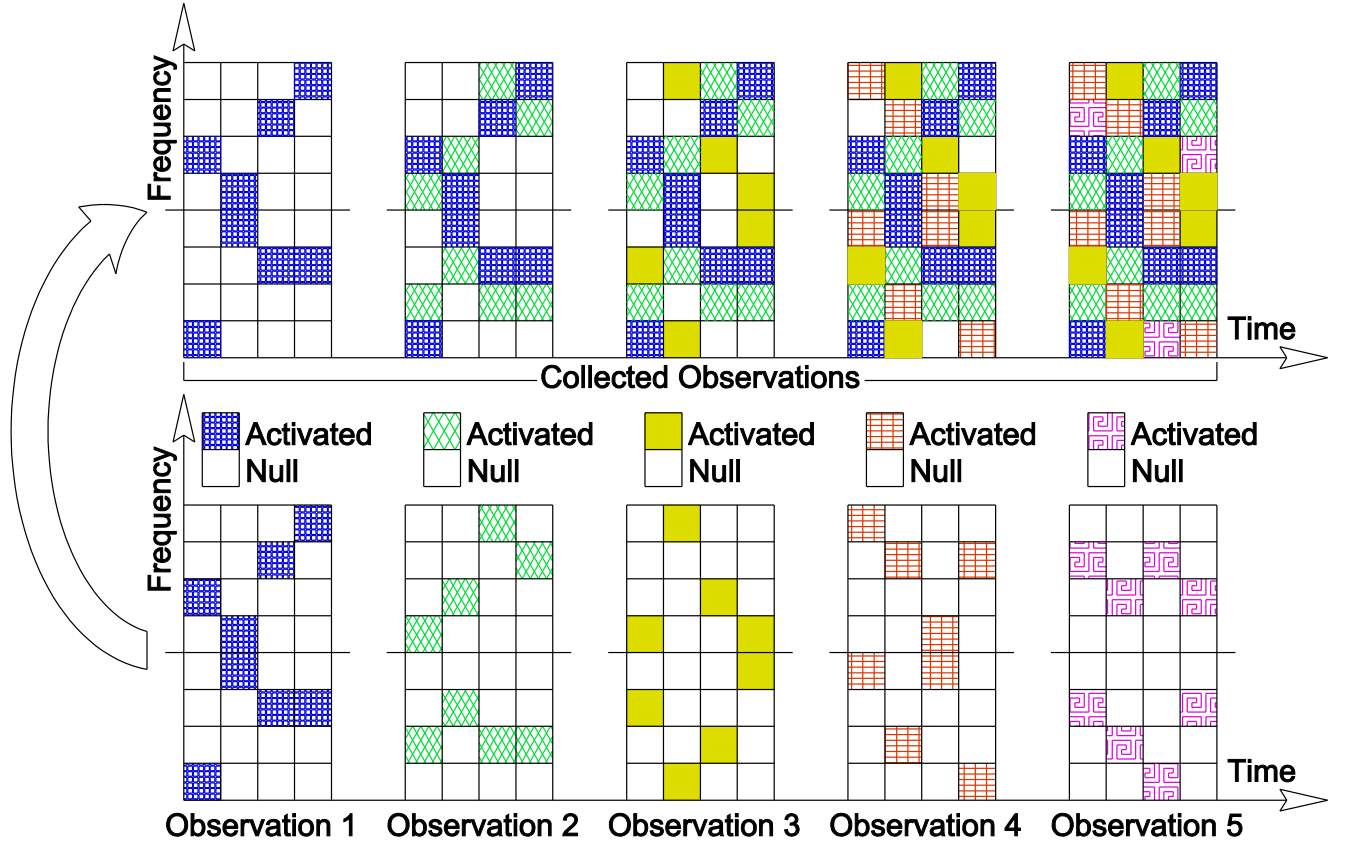 Frequency
Time
Collected Observations
Frequency
Activated
Null
Activated
Null
Activated
Null
Activated
Null
Activated
Null
Time
Observation 1
Observation 2
Observation 3
Observation 4
Observation 5